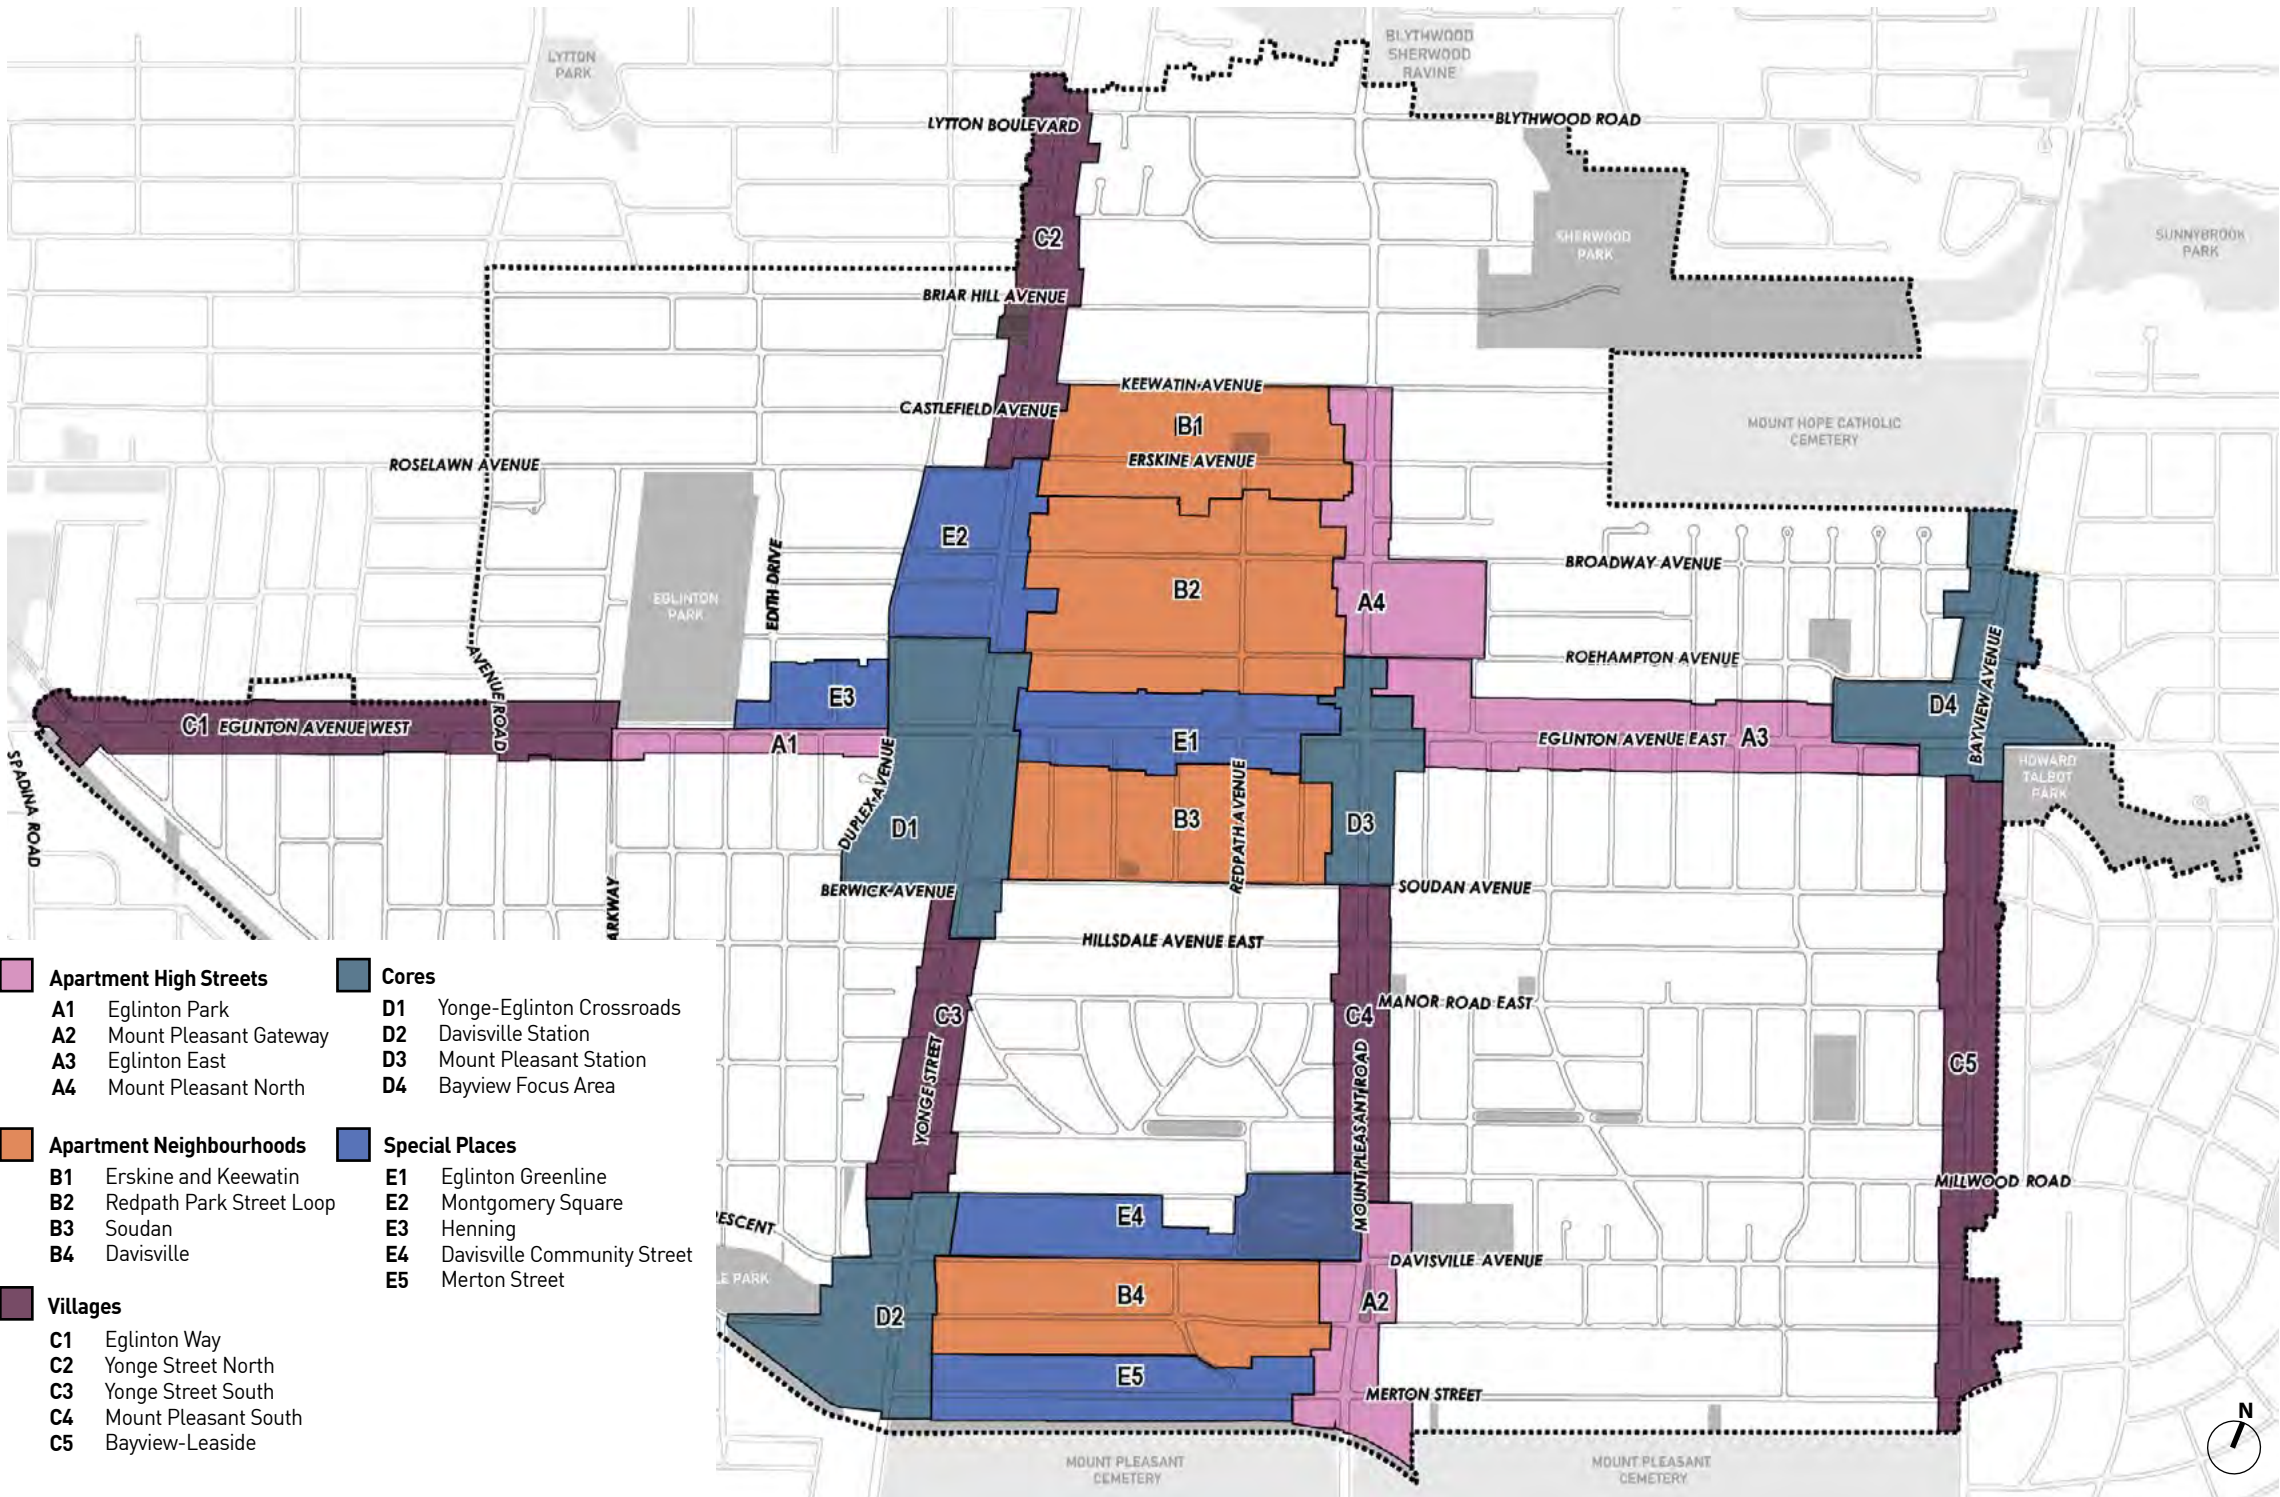 LYTTON
PARK
BLYTHWOOD
SHERWOOD
RAVINE
LYTTON BOULEVARD
BLYTHWOOD ROAD
C2
SHERWOOD
PARK
SUNNYBROOK
PARK
BRIAR HILL AVENUE
KEEWATIN AVENUE
CASTLEFIELD AVENUE
B1
MOUNT HOPE CATHOLIC
CEMETERY
ROSELAWN AVENUE
ERSKINE AVENUE
E2
EDITH DRIVE
BROADWAY AVENUE
B2
A4
EGLINTON
PARK
AVENUE ROAD
ROEHAMPTON AVENUE
BAYVIEW AVENUE
E3
D4
C1
EGLINTON AVENUE WEST
A1
E1
EGLINTON AVENUE EAST
A3
SPADINA ROAD
DUPLEX AVENUE
REDPATH AVENUE
HOWARD
TALBOT
PARK
D1
B3
D3
BERWICK AVENUE
SOUDAN AVENUE
ARKWAY
HILLSDALE AVENUE EAST
C3
YONGE STREET
C4
MANOR ROAD EAST
MOUNT PLEASANT ROAD
C5
MILLWOOD ROAD
ESCENT
E4
DAVISVILLE AVENUE
LE PARK
D2
B4
A2
E5
MERTON STREET
MOUNT PLEASANT
CEMETERY
MOUNT PLEASANT
CEMETERY
N
Apartment High Streets
A1 Eglinton Park
A2 Mount Pleasant Gateway
A3 Eglinton East
A4 Mount Pleasant North
Apartment Neighbourhoods
B1 Erskine and Keewatin
B2 Redpath Park Street Loop
B3 Soudan
B4 Davisville
Villages
C1 Eglinton Way
C2 Yonge Street North
C3 Yonge Street South
C4 Mount Pleasant South
C5 Bayview-Leaside
Cores
D1 Yonge-Eglinton Crossroads
D2 Davisville Station
D3 Mount Pleasant Station
D4 Bayview Focus Area
Special Places
E1 Eglinton Greenline
E2 Montgomery Square
E3 Henning
E4 Davisville Community Street
E5 Merton Street